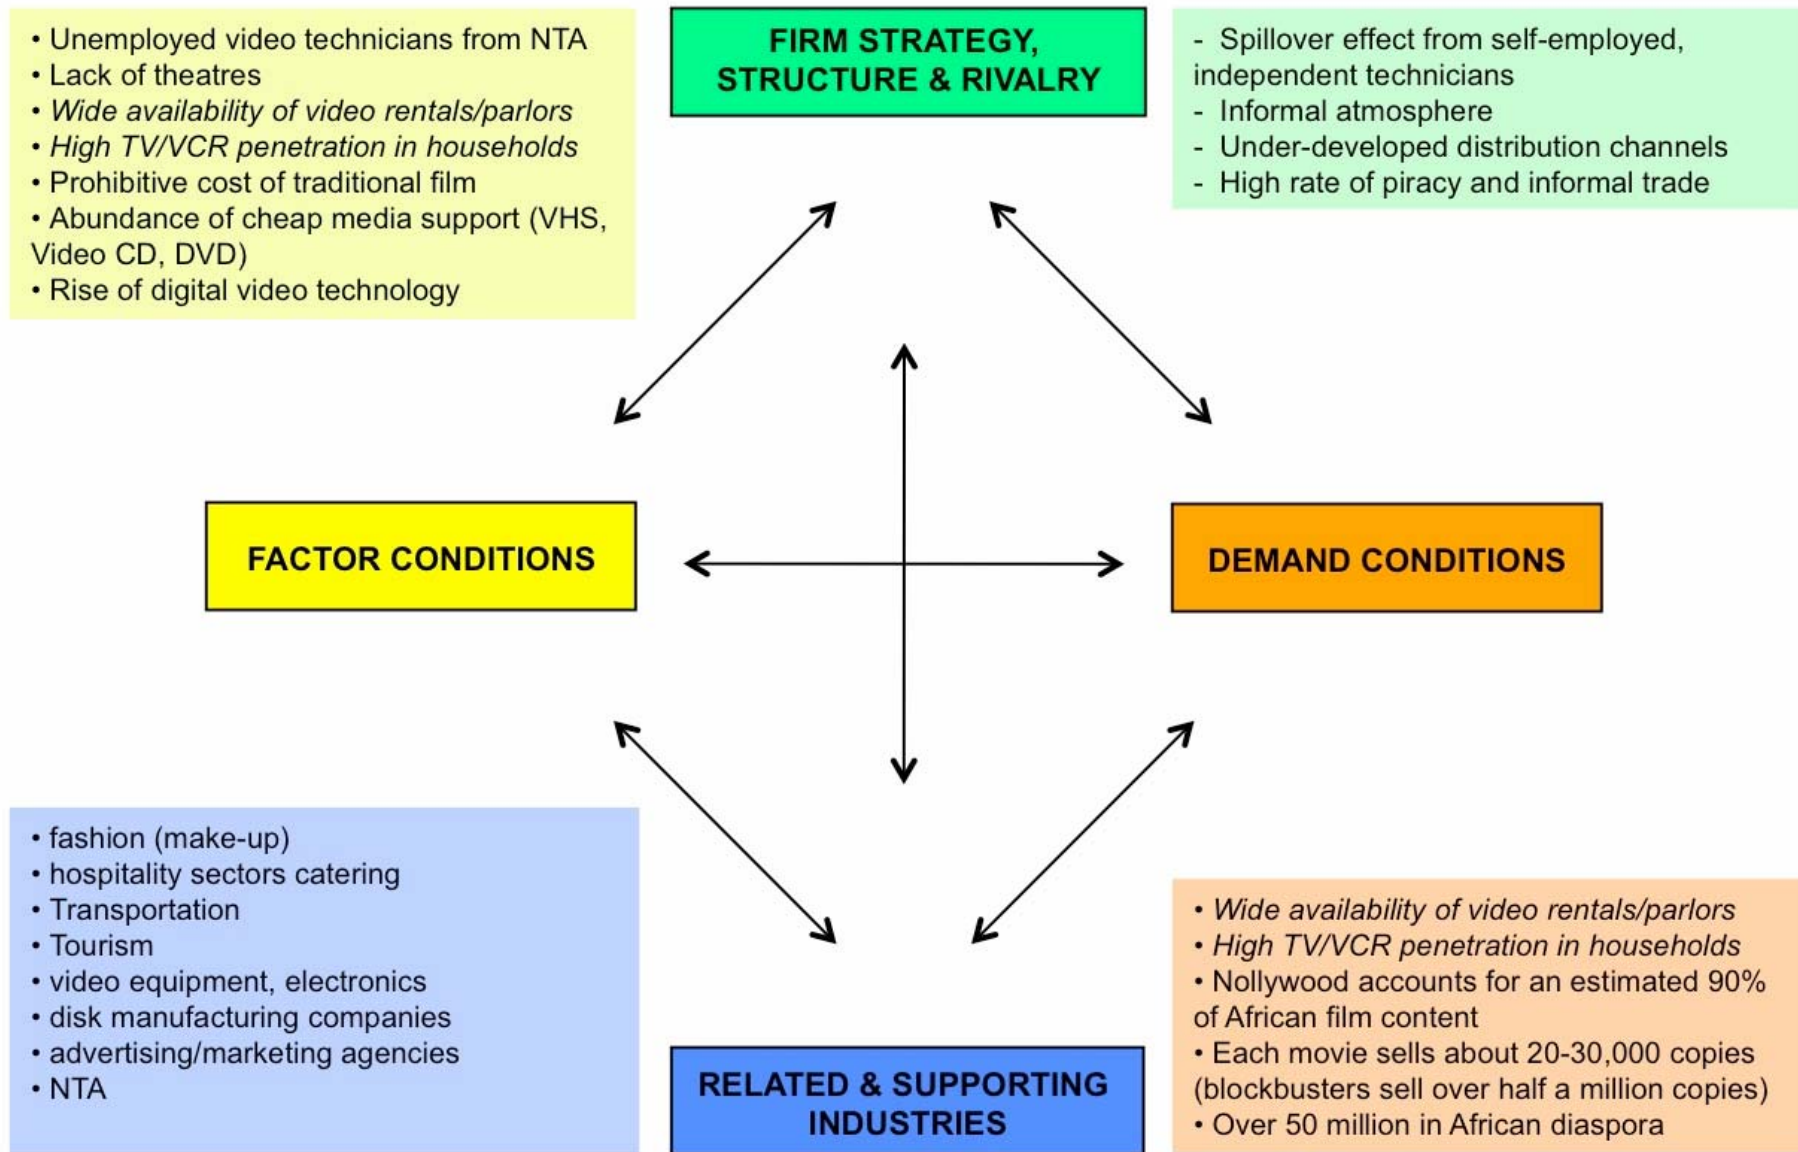 • Unemployed video technicians from NTA
• Lack of theatres
• Wide availability of video rentals/parlors
• High TV/VCR penetration in households
• Prohibitive cost of traditional film
• Abundance of cheap media support (VHS,
Video CD, DVD)
• Rise of digital video technology
FIRM STRATEGY,
STRUCTURE & RIVALRY
- Spillover effect from self-employed,
independent technicians
- Informal atmosphere
- Under-developed distribution channels
- High rate of piracy and informal trade
FACTOR CONDITIONS
DEMAND CONDITIONS
• fashion (make-up)
• hospitality sectors catering
• Transportation
• Tourism
• video equipment, electronics
• disk manufacturing companies
• advertising/marketing agencies
• NTA
RELATED & SUPPORTING
INDUSTRIES
• Wide availability of video rentals/parlors
• High TV/VCR penetration in households
• Nollywood accounts for an estimated 90%
of African film content
• Each movie sells about 20-30,000 copies
(blockbusters sell over half a million copies)
• Over 50 million in African diaspora